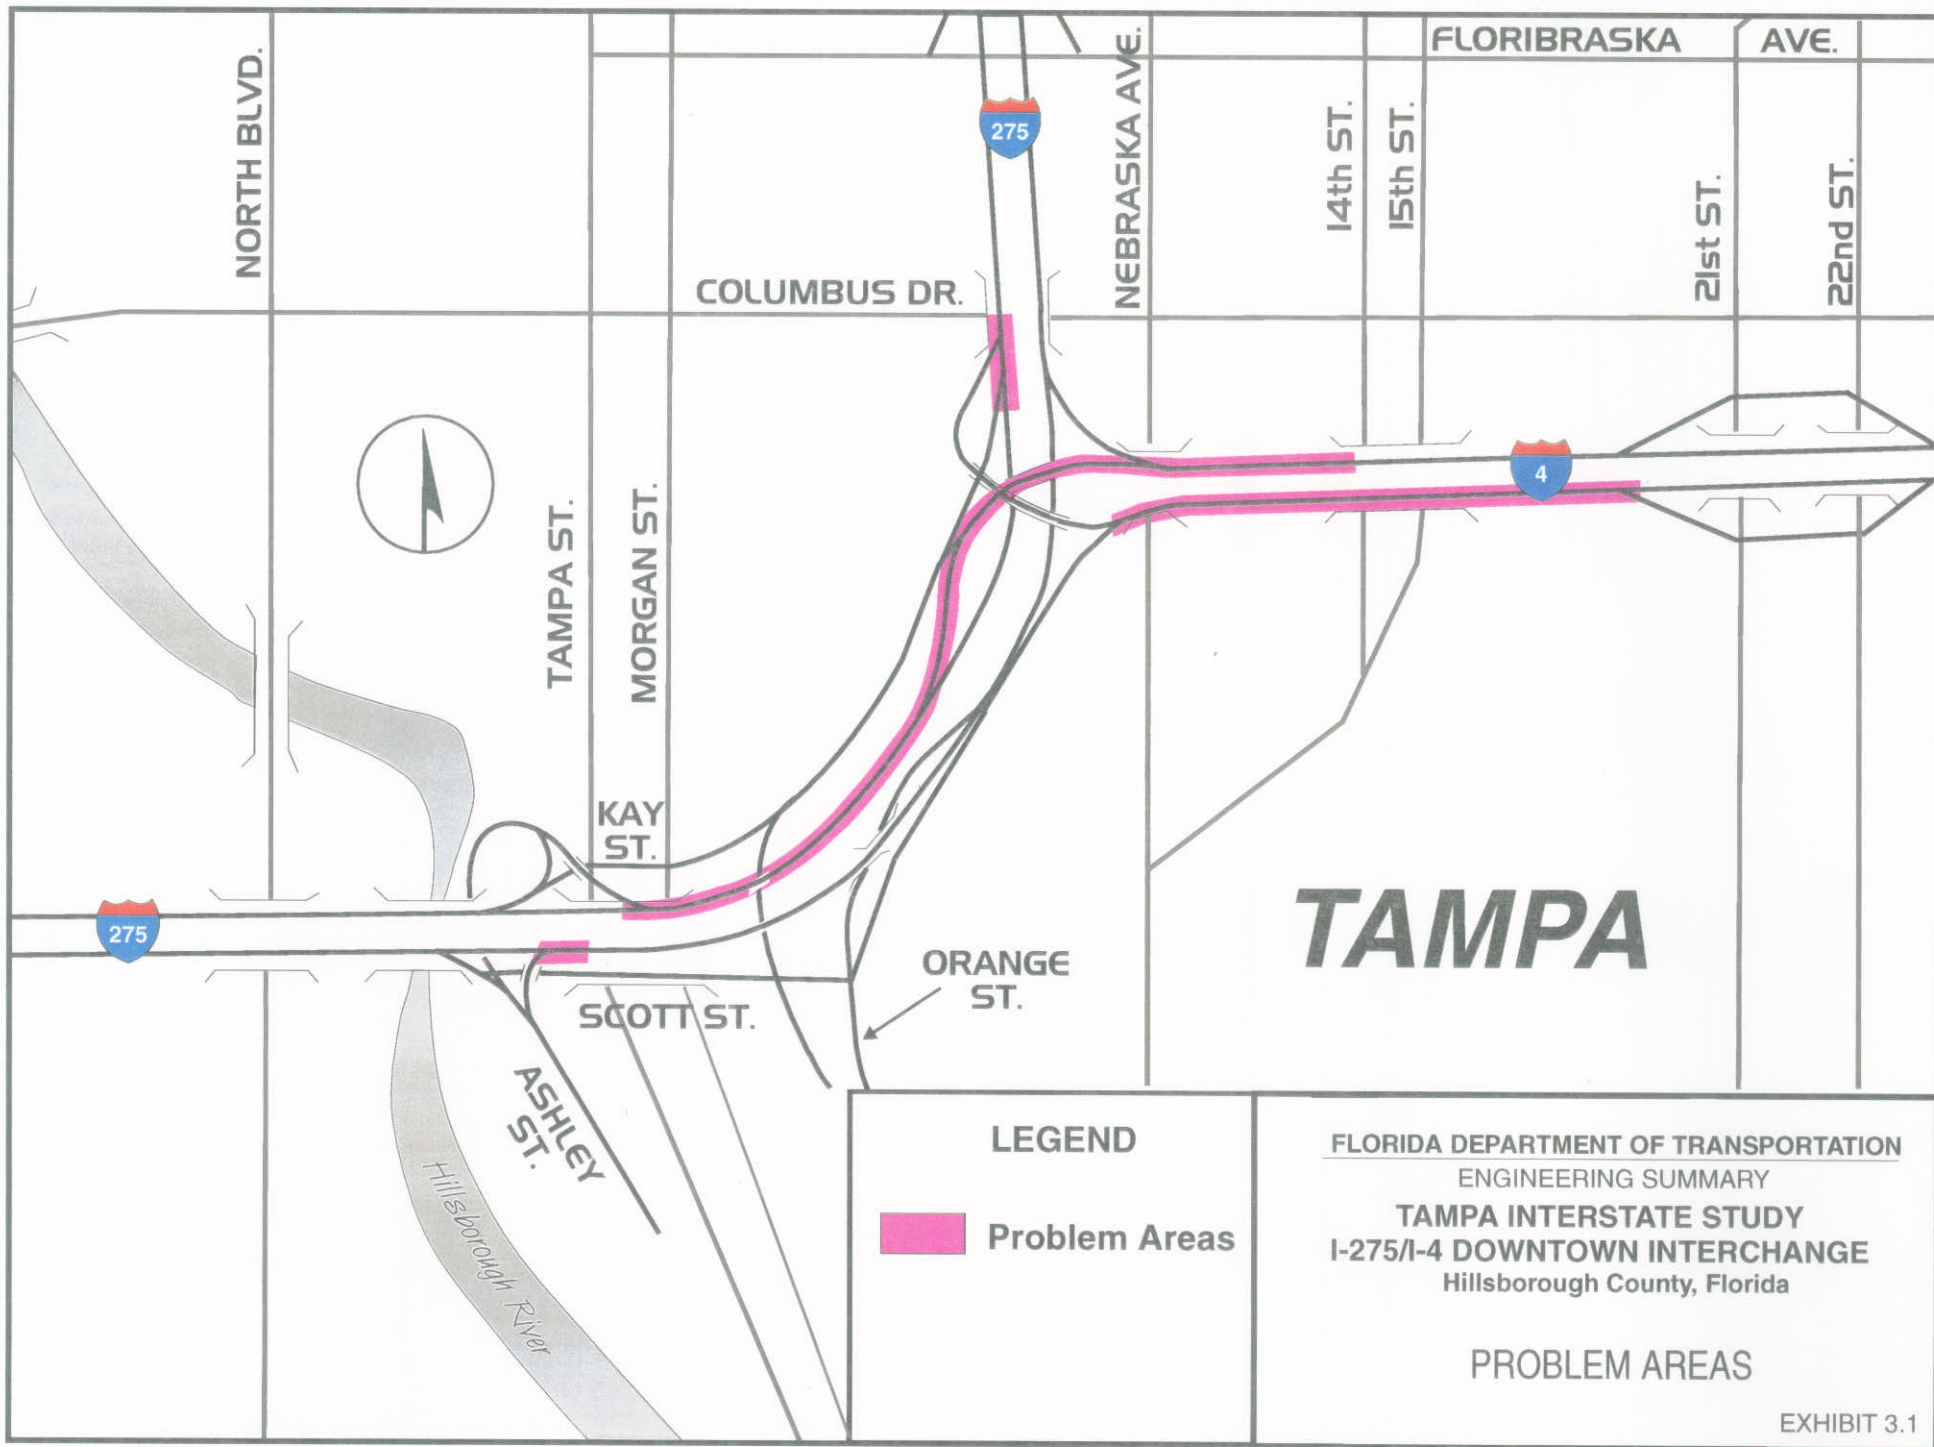 FLORIBRASKA AVE.
NORTH BLVD.
275
NEBRASKA AVE.
14th ST.
15th ST.
21st ST.
22nd ST.
COLUMBUS DR.
4
TAMPA ST.
MORGAN ST.
KAY
ST.
275
TAMPA
ORANGE
ST.
SCOTT ST.
ASHLEY
ST.
Hillsborough River
LEGEND
Problem Areas
FLORIDA DEPARTMENT OF TRANSPORTATION
ENGINEERING SUMMARY
TAMPA INTERSTATE STUDY
I-275/I-4 DOWNTOWN INTERCHANGE
Hillsborough County, Florida
PROBLEM AREAS
EXHIBIT 3.1